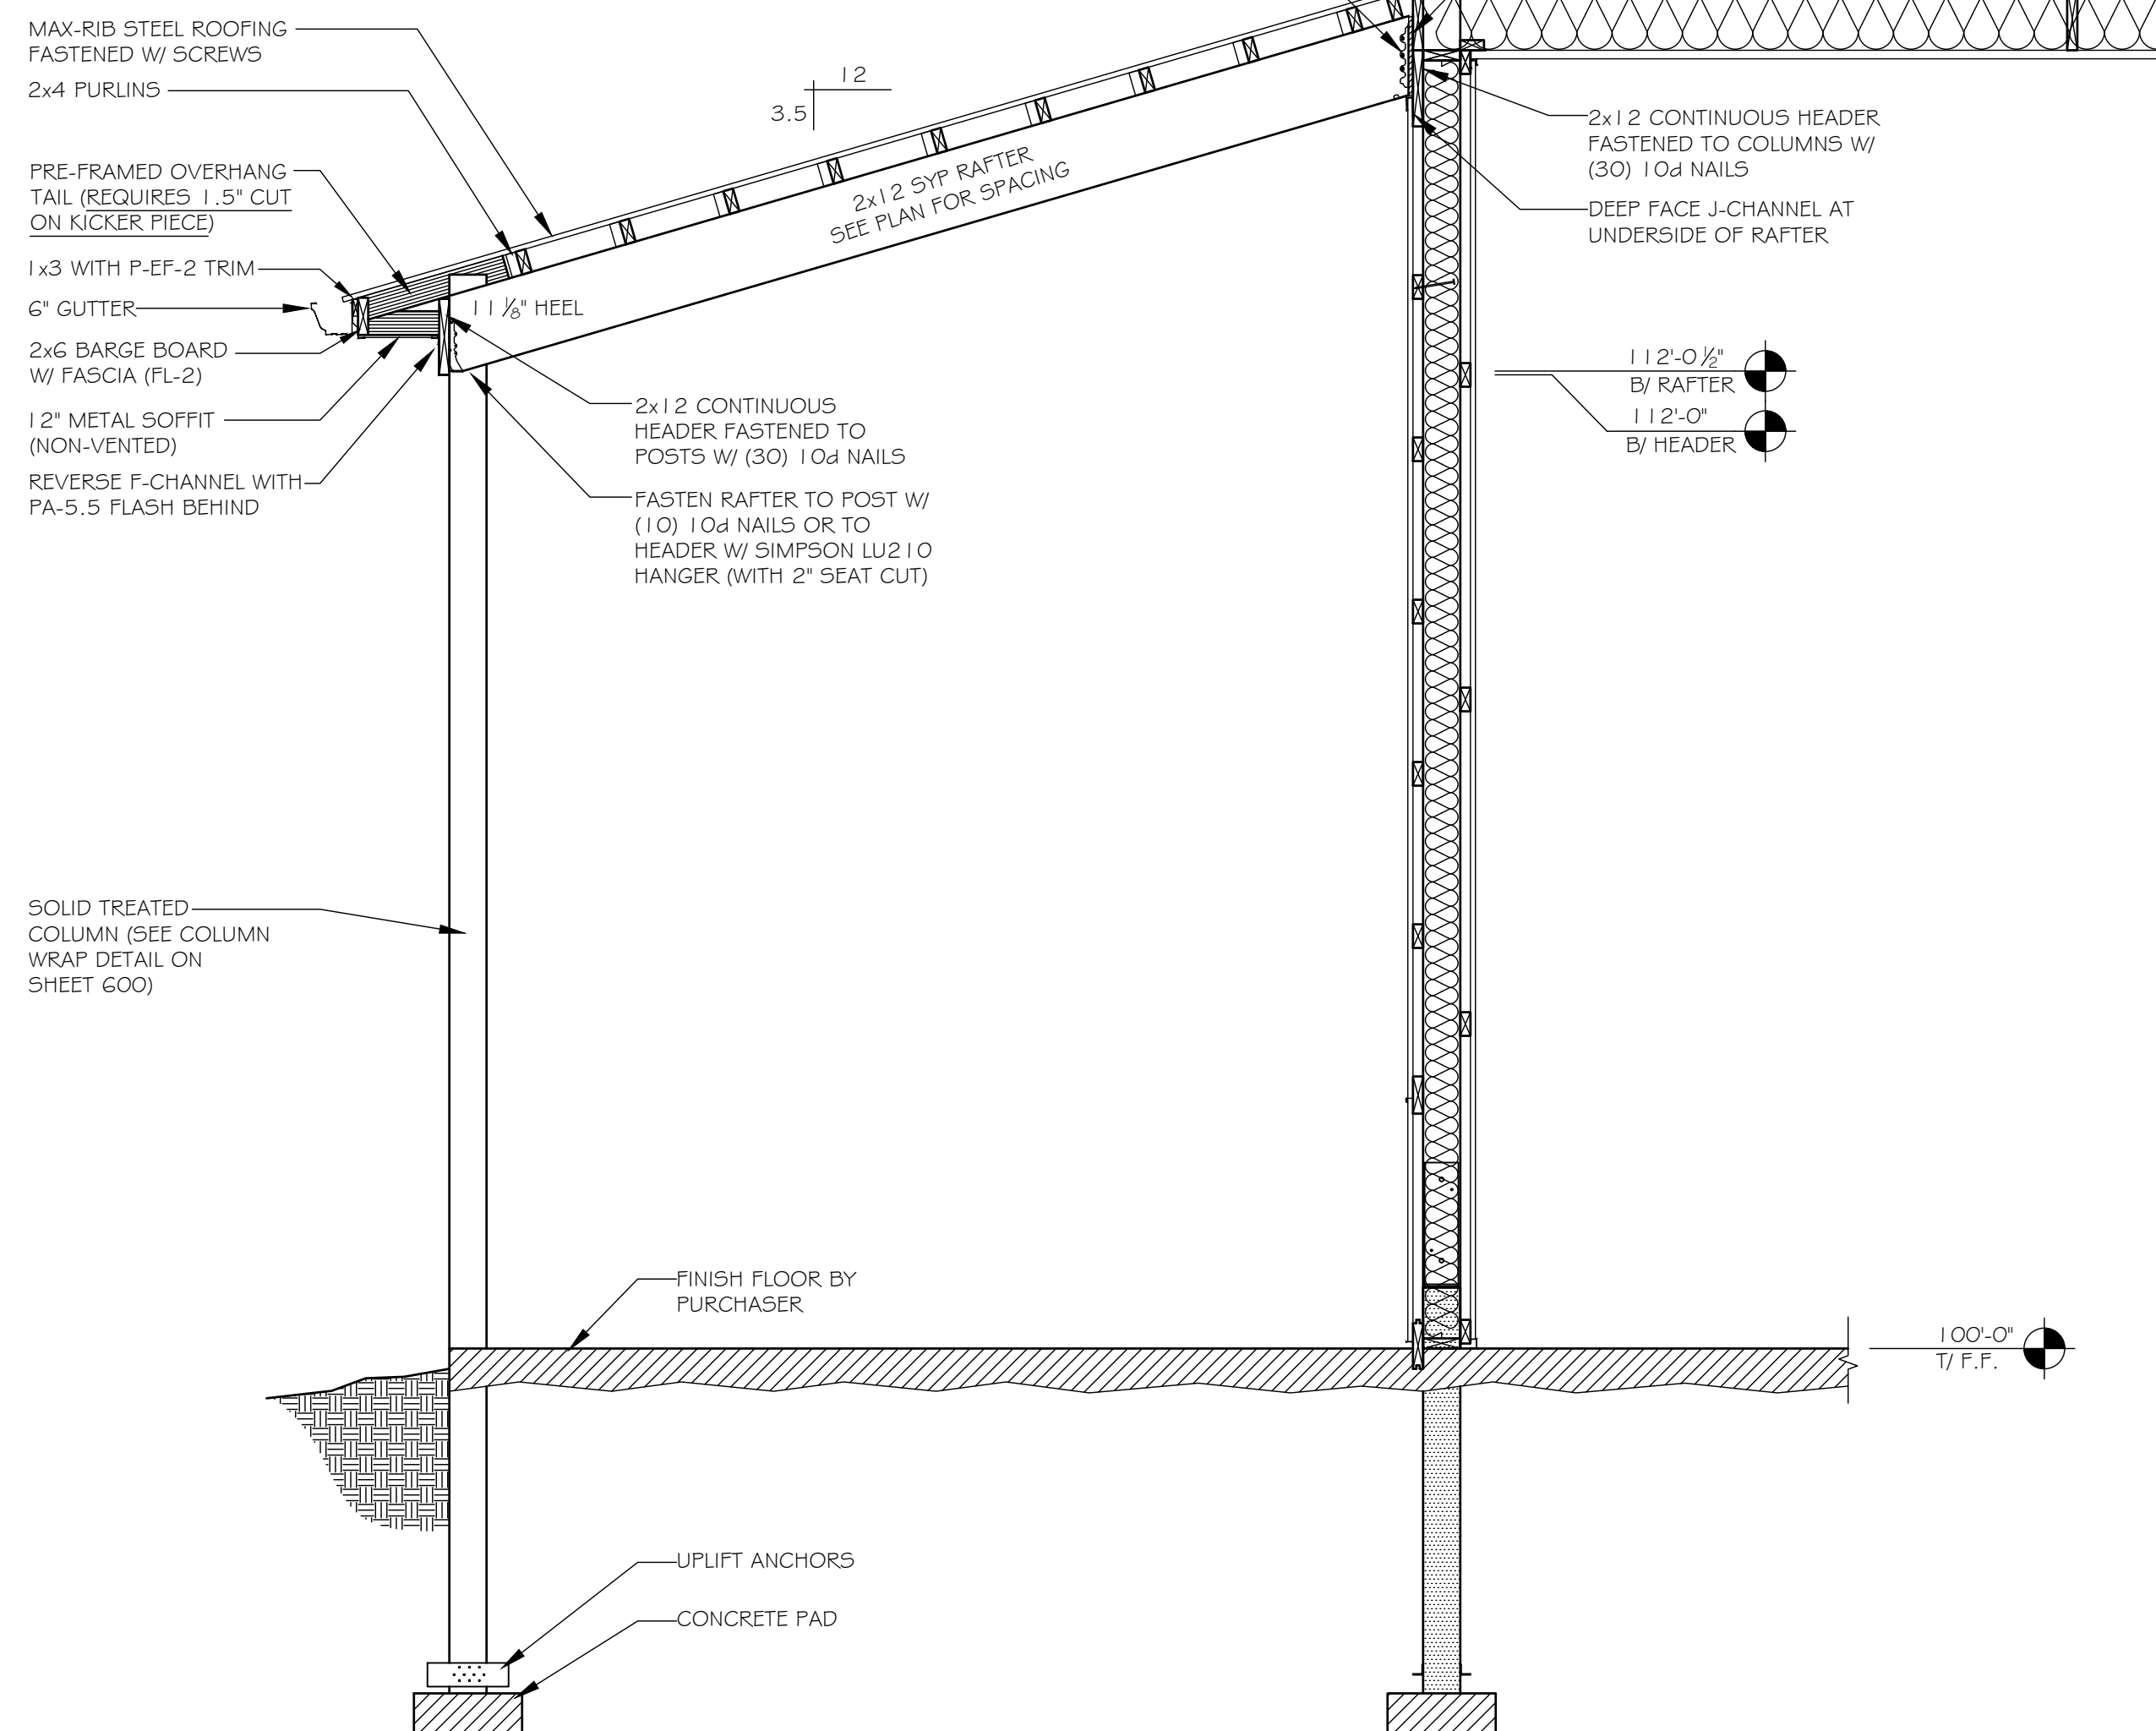 MAX-RIB STEEL ROOFING
FASTENED W/ SCREWS
2x4 PURLINS
PRE-FRAMED OVERHANG
TAIL (REQUIRES 1.5" CUT
ON KICKER PIECE)
1x3 WITH P-EF-2 TRIM
6" GUTTER
2x6 BARGE BOARD
W/ FASCIA (FL-2)
12" METAL SOFFIT
(NON-VENTED)
REVERSE F-CHANNEL WITH
PA-5.5 FLASH BEHIND
12
3.5
2x12 SYP RAFTER
SEE PLAN FOR SPACING
11 1/8" HEEL
2x12 CONTINUOUS
HEADER FASTENED TO
POSTS W/ (30) 10d NAILS
FASTEN RAFTER TO POST W/
(10) 10d NAILS OR TO
HEADER W/ SIMPSON LU210
HANGER (WITH 2" SEAT CUT)
2x12 CONTINUOUS HEADER
FASTENED TO COLUMNS W/
(30) 10d NAILS
DEEP FACE J-CHANNEL AT
UNDERSIDE OF RAFTER
112'-0 1/2"
B/ RAFTER
112'-0"
B/ HEADER
SOLID TREATED
COLUMN (SEE COLUMN
WRAP DETAIL ON
SHEET 600)
FINISH FLOOR BY
PURCHASER
100'-0"
T/ F.F.
UPLIFT ANCHORS
CONCRETE PAD